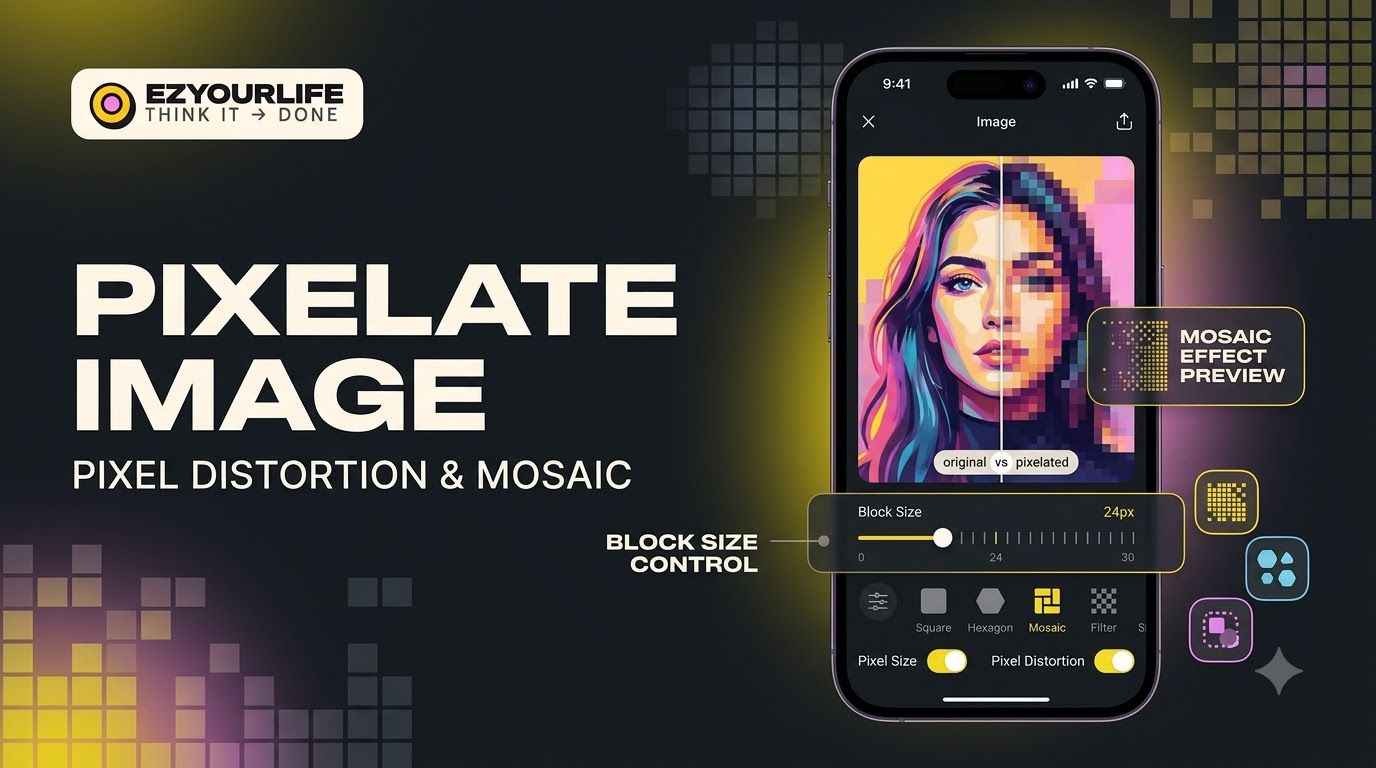 EZYOURLIFE
THINK IT → DONE
PIXELATE
IMAGE
PIXEL DISTORTION & MOSAIC
BLOCK SIZE
CONTROL
9:41
Image
original vs pixelated
MOSAIC
EFFECT
PREVIEW
Block Size 24px
0 24 30
Square Hexagon Mosaic Filter
Pixel Size Pixel Distortion